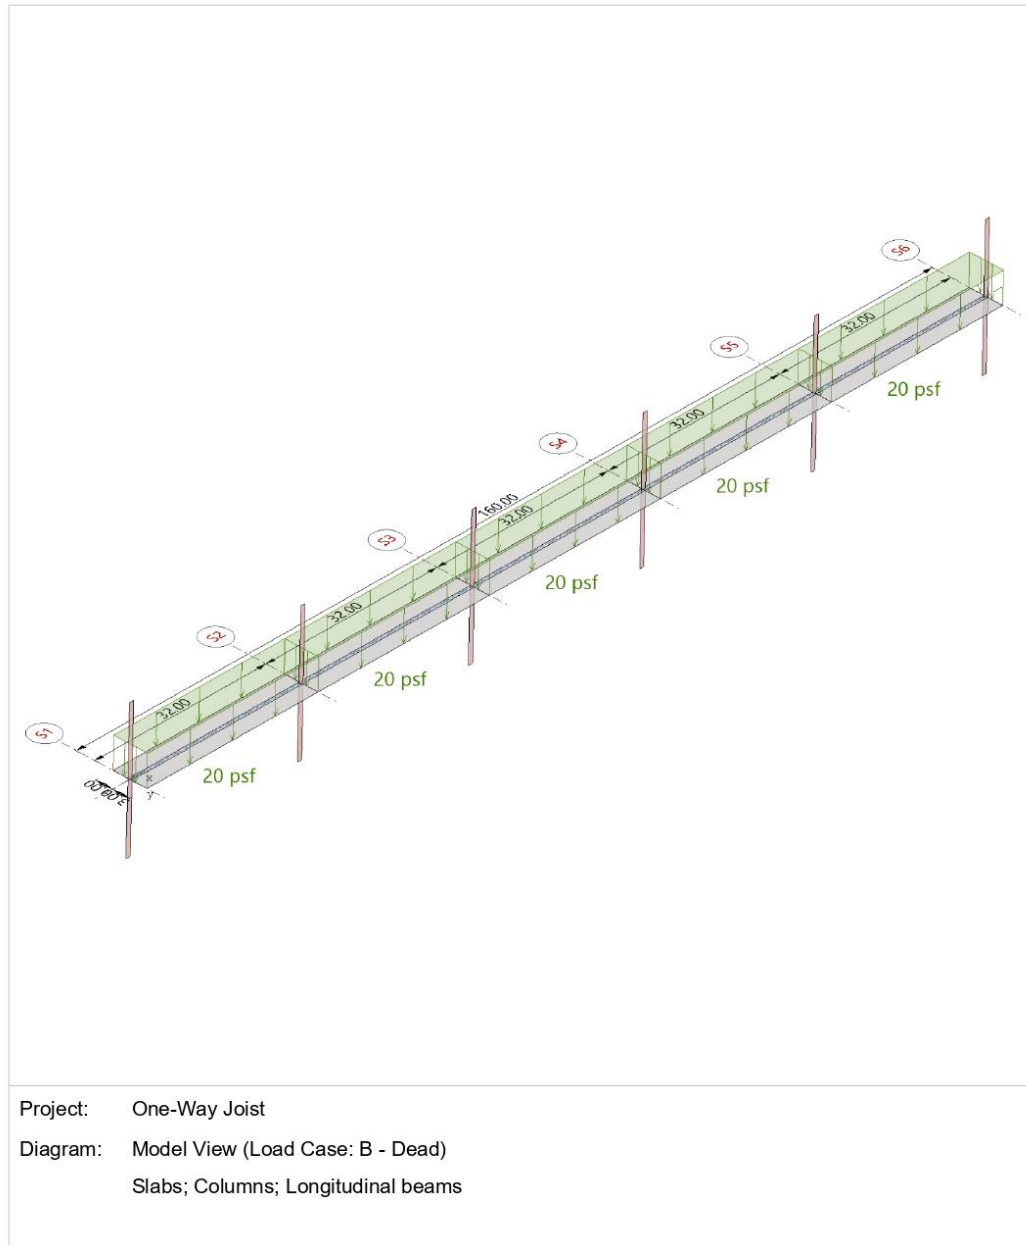 S6
32.00
S5
20 psf
32.00
S4
20 psf
160.00
32.00
S3
20 psf
32.00
S2
20 psf
32.00
S1
20 psf
x
y
Project: One-Way Joist
Diagram: Model View (Load Case: B - Dead)
Slabs; Columns; Longitudinal beams